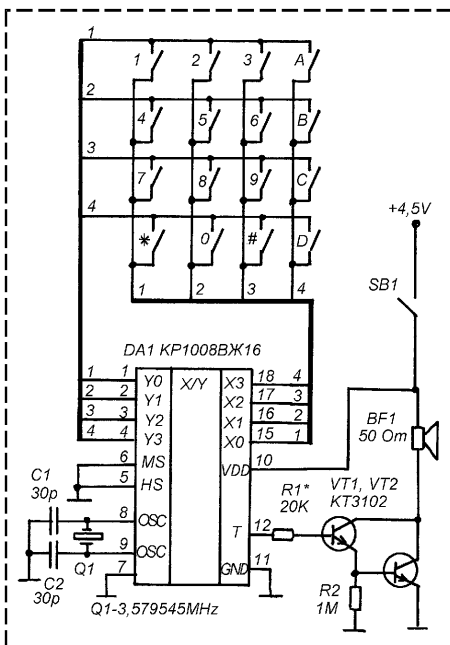 1
1 2 3 A
2
4 5 6 B
3
7 8 9 C
4
* 0 # D
1 2 3 4
+4,5V
SB1
DA1 КР1008ВЖ16
1 1 Y0 X/Y X3 18 4
2 2 Y1 X2 17 3
3 3 Y2 X1 16 2
4 4 Y3 X0 15 1
6 MS VDD 10
5 HS
BF1
50 Om
C1
30p
8 OSC
9 OSC
Q1
C2
30p
7
R1*
20K
VT1, VT2
КТ3102
T 12
GND 11
R2
1M
Q1-3,579545MHz